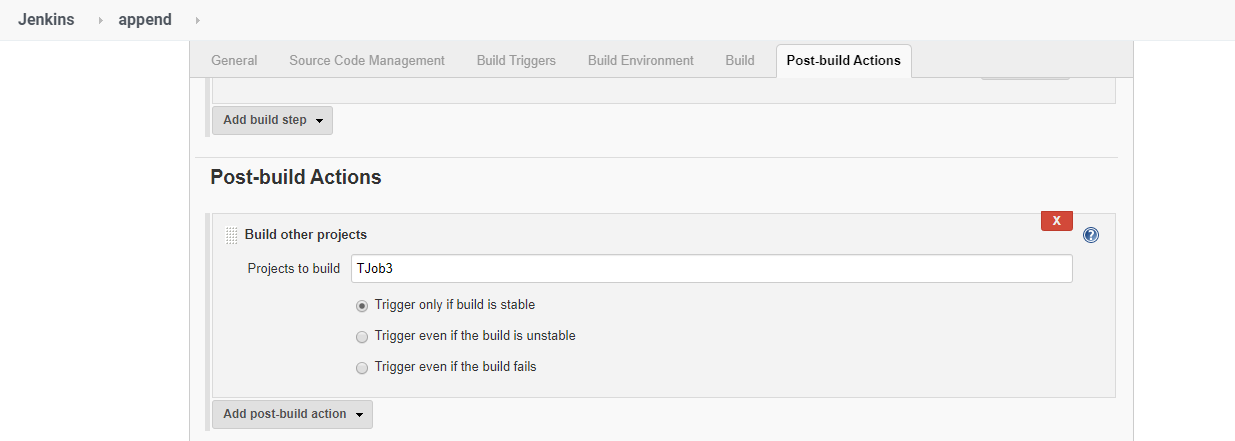 Jenkins append
General Source Code Management Build Triggers Build Environment Build Post-build Actions
Add build step
Post-build Actions
X
Build other projects
?
Projects to build TJob3
Trigger only if build is stable
Trigger even if the build is unstable
Trigger even if the build fails
Add post-build action